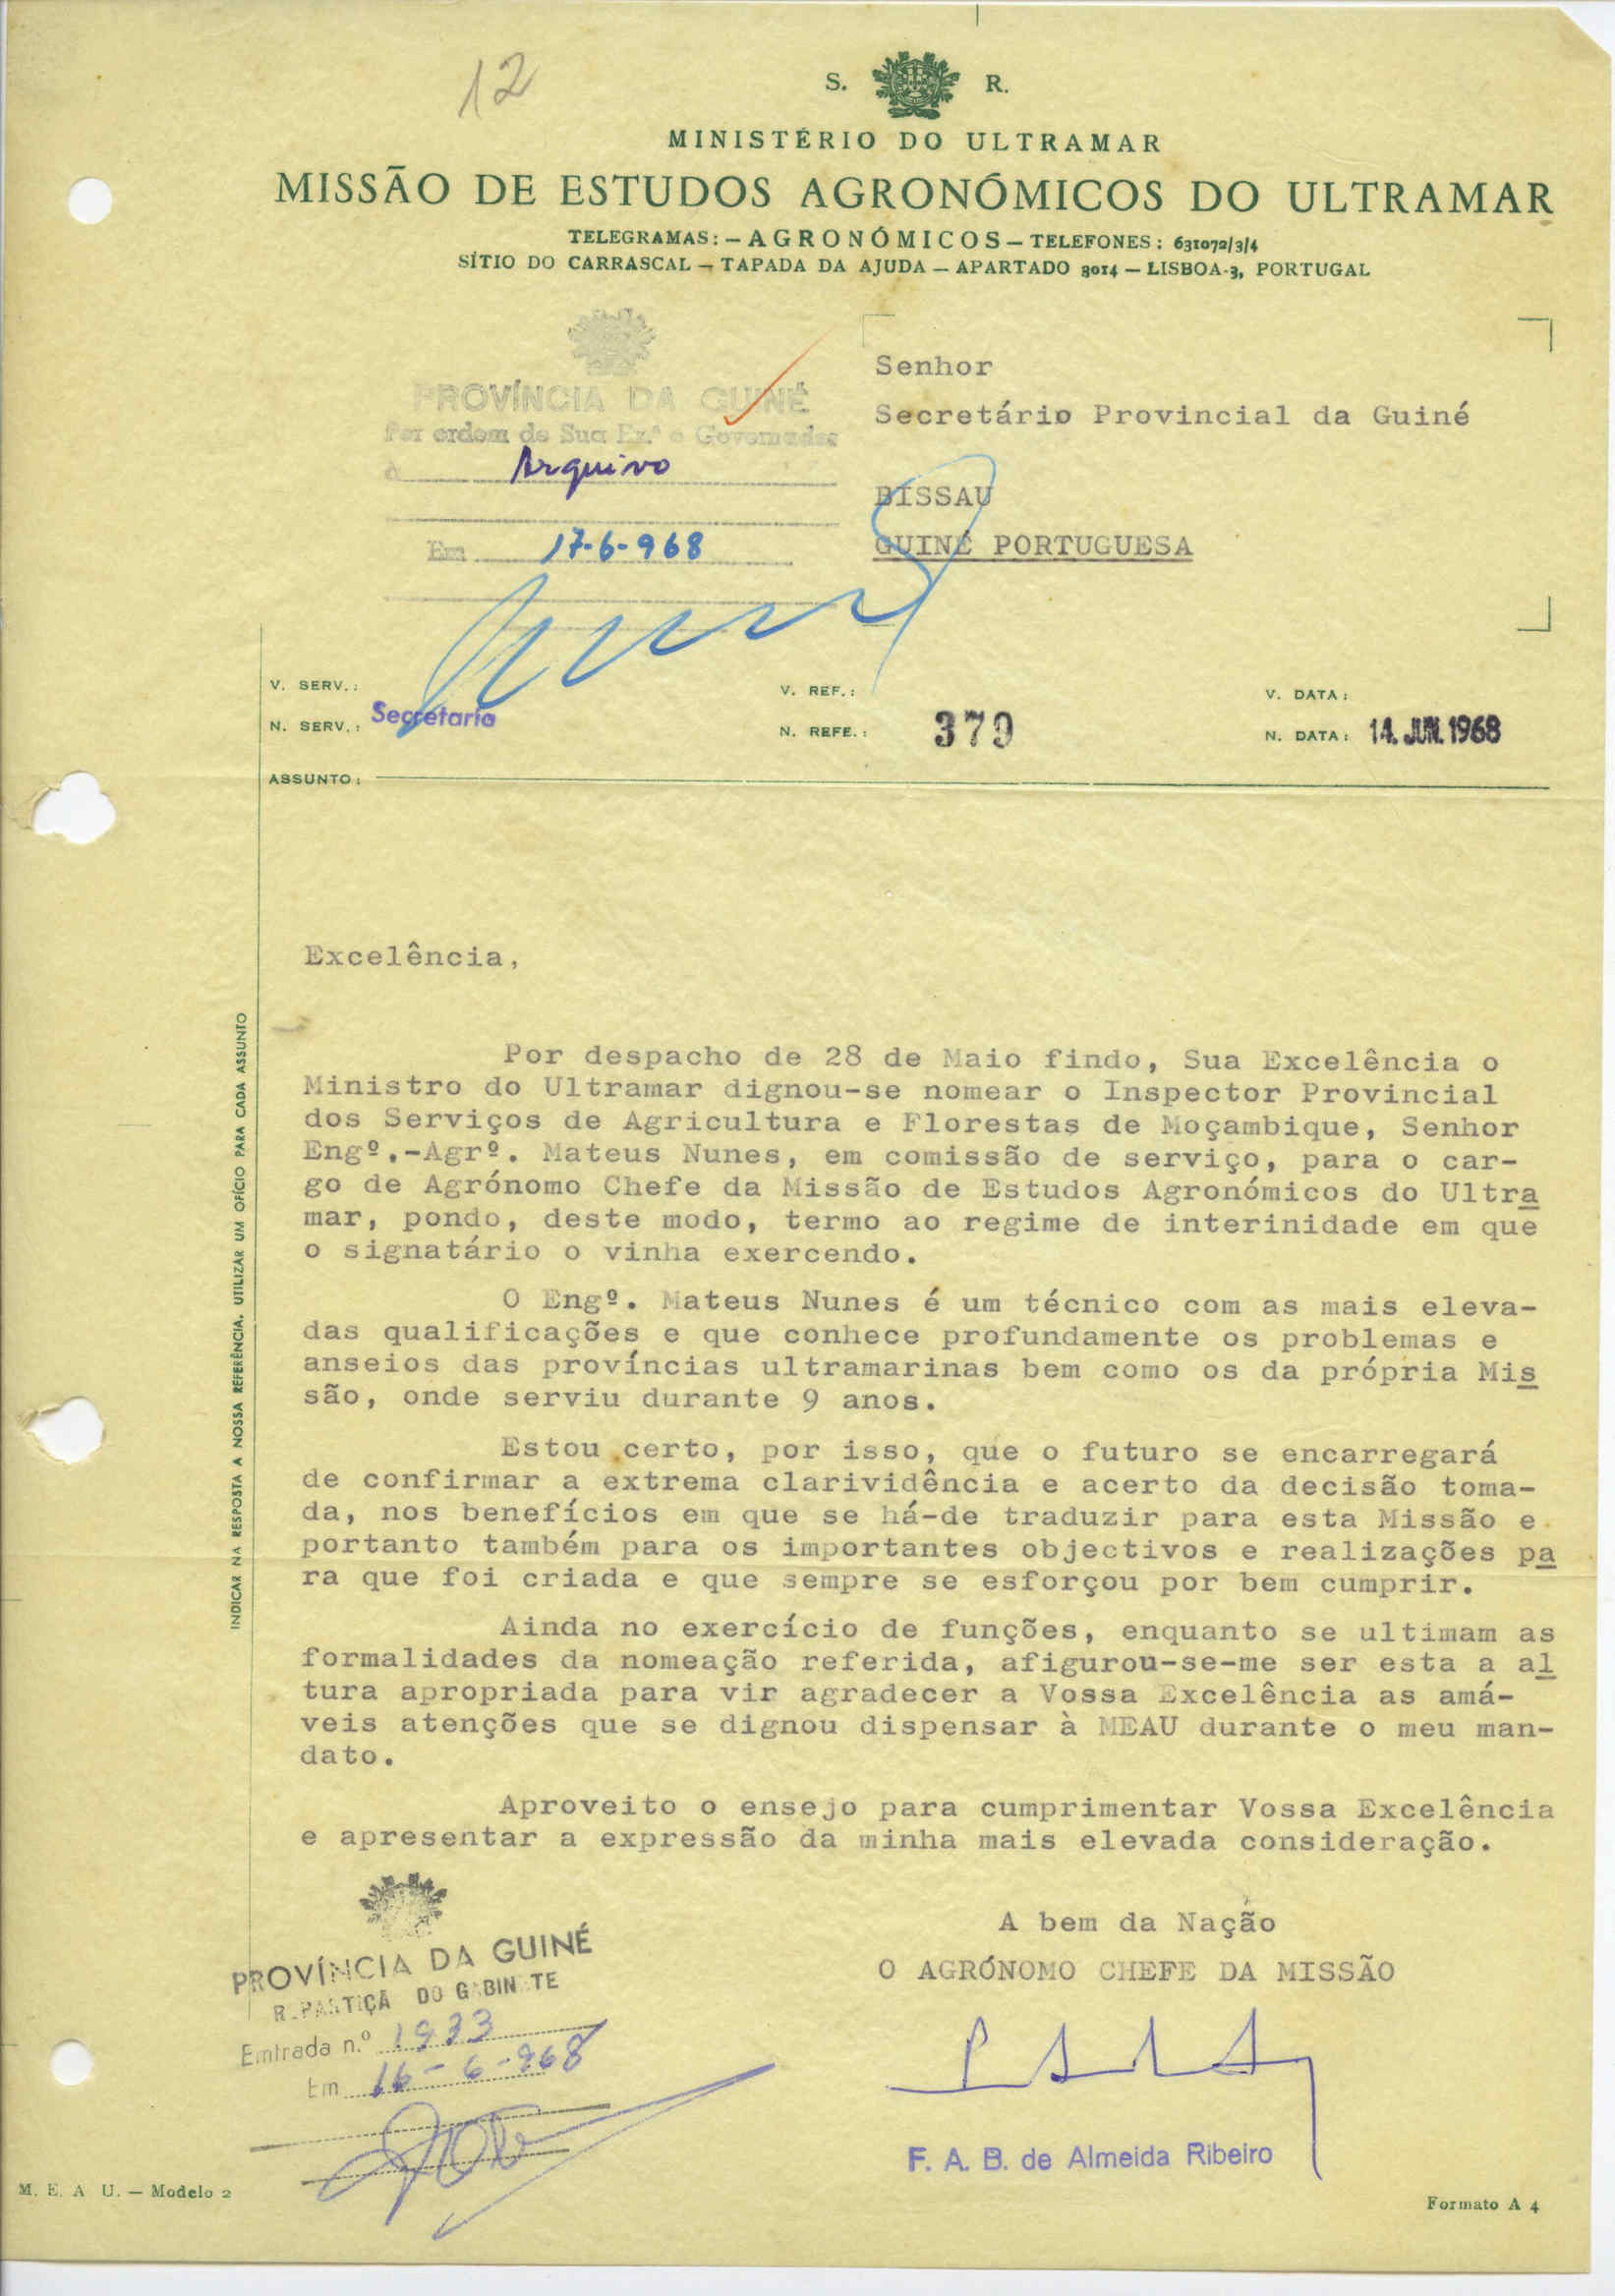 12
S. R.
MINISTÉRIO DO ULTRAMAR
MISSÃO DE ESTUDOS AGRONÓMICOS DO ULTRAMAR
TELEGRAMAS: – AGRONÓMICOS – TELEFONES: 631072/3/4
SÍTIO DO CARRASCAL – TAPADA DA AJUDA – APARTADO 3014 – LISBOA-3, PORTUGAL
PROVÍNCIA DA GUINÉ
Por ordem de Sua Ex.ª o Governador
à Arquivo
Em 17-6-968
Senhor
Secretário Provincial da Guiné
BISSAU
GUINÉ PORTUGUESA
V. SERV.: V. REF.: V. DATA:
N. SERV.: Secretaria N. REFE.: 379 N. DATA: 14. JUN. 1968
ASSUNTO:
INDICAR NA RESPOSTA A NOSSA REFERÊNCIA. UTILIZAR UM OFÍCIO PARA CADA ASSUNTO
Excelência,
Por despacho de 28 de Maio findo, Sua Excelência o
Ministro do Ultramar dignou-se nomear o Inspector Provincial
dos Serviços de Agricultura e Florestas de Moçambique, Senhor
Engº.-Agrº. Mateus Nunes, em comissão de serviço, para o car-
go de Agrónomo Chefe da Missão de Estudos Agronómicos do Ultra
mar, pondo, deste modo, termo ao regime de interinidade em que
o signatário o vinha exercendo.
O Engº. Mateus Nunes é um técnico com as mais eleva-
das qualificações e que conhece profundamente os problemas e
anseios das províncias ultramarinas bem como os da própria Mis
são, onde serviu durante 9 anos.
Estou certo, por isso, que o futuro se encarregará
de confirmar a extrema clarividência e acerto da decisão toma-
da, nos benefícios em que se há-de traduzir para esta Missão e
portanto também para os importantes objectivos e realizações pa
ra que foi criada e que sempre se esforçou por bem cumprir.
Ainda no exercício de funções, enquanto se ultimam as
formalidades da nomeação referida, afigurou-se-me ser esta a al
tura apropriada para vir agradecer a Vossa Excelência as amá-
veis atenções que se dignou dispensar à MEAU durante o meu man-
dato.
Aproveito o ensejo para cumprimentar Vossa Excelência
e apresentar a expressão da minha mais elevada consideração.
A bem da Nação
O AGRÓNOMO CHEFE DA MISSÃO
F. A. B. de Almeida Ribeiro
PROVÍNCIA DA GUINÉ
REPARTIÇÃ DO GABINETE
Entrada n.º 1933
Em 16-6-968
M. E. A U. – Modelo 2
Formato A 4